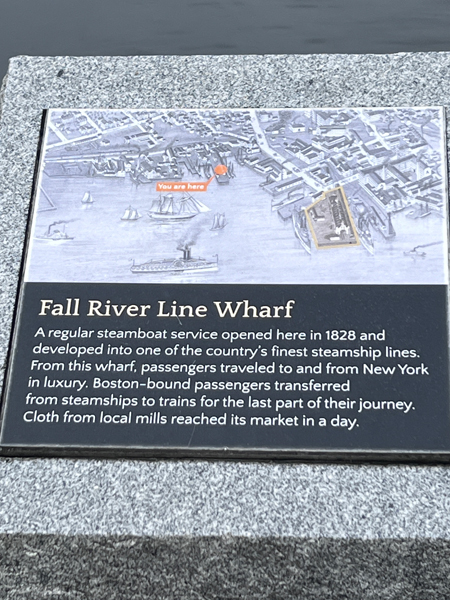 You are here
Fall River Line Wharf
A regular steamboat service opened here in 1828 and
developed into one of the country's finest steamship lines.
From this wharf, passengers traveled to and from New York
in luxury. Boston-bound passengers transferred
from steamships to trains for the last part of their journey.
Cloth from local mills reached its market in a day.